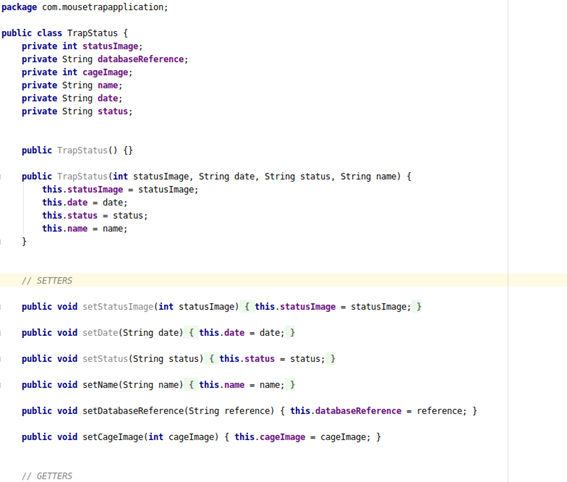 package com.mousetrapapplication;
public class TrapStatus {
private int statusImage;
private String databaseReference;
private int cageImage;
private String name;
private String date;
private String status;
public TrapStatus() {}
public TrapStatus(int statusImage, String date, String status, String name) {
this.statusImage = statusImage;
this.date = date;
this.status = status;
this.name = name;
}
// SETTERS
public void setStatusImage(int statusImage) { this.statusImage = statusImage; }
public void setDate(String date) { this.date = date; }
public void setStatus(String status) { this.status = status; }
public void setName(String name) { this.name = name; }
public void setDatabaseReference(String reference) { this.databaseReference = reference; }
public void setCageImage(int cageImage) { this.cageImage = cageImage; }
// GETTERS